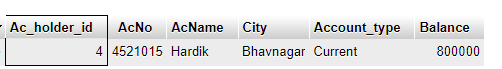 Ac_holder_id AcNo AcName City Account_type Balance
4 4521015 Hardik Bhavnagar Current 800000